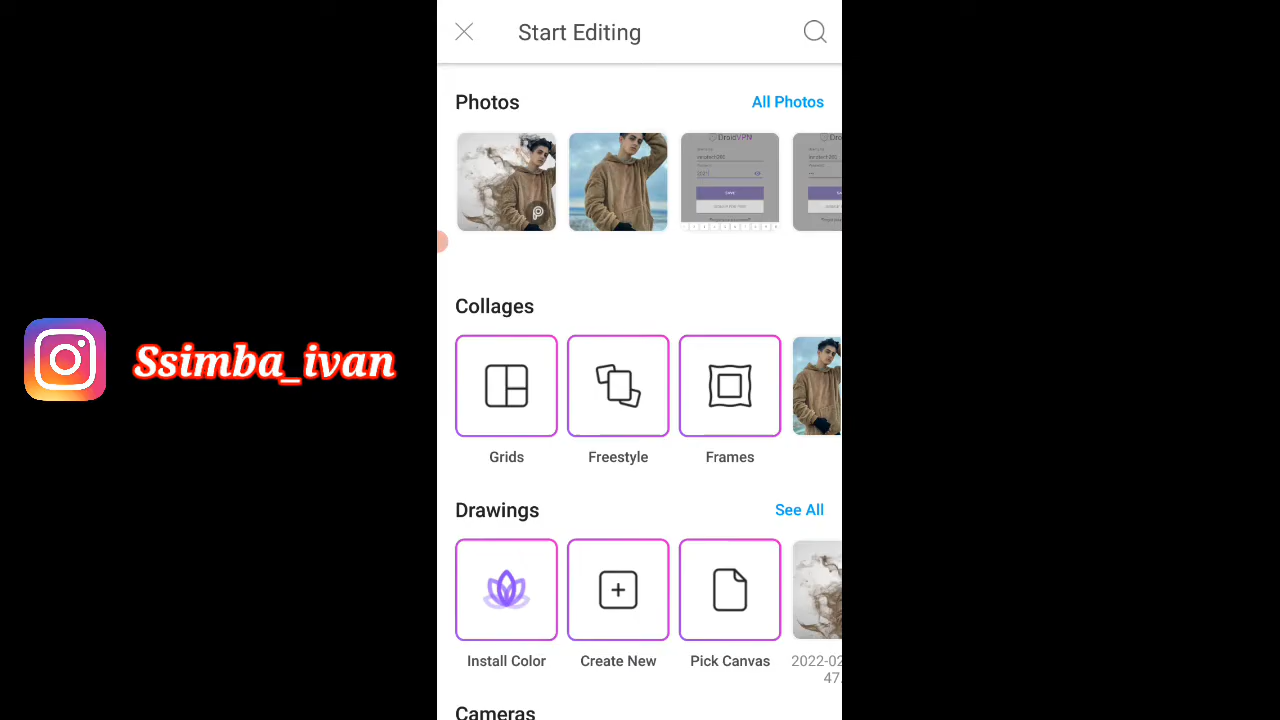 Start Editing
Photos
All Photos
DroidVPN
Droid
Collages
Grids
Freestyle
Frames
Ssimba_ivan
Drawings
See All
Install Color
Create New
Pick Canvas
2022-02
47.
Cameras